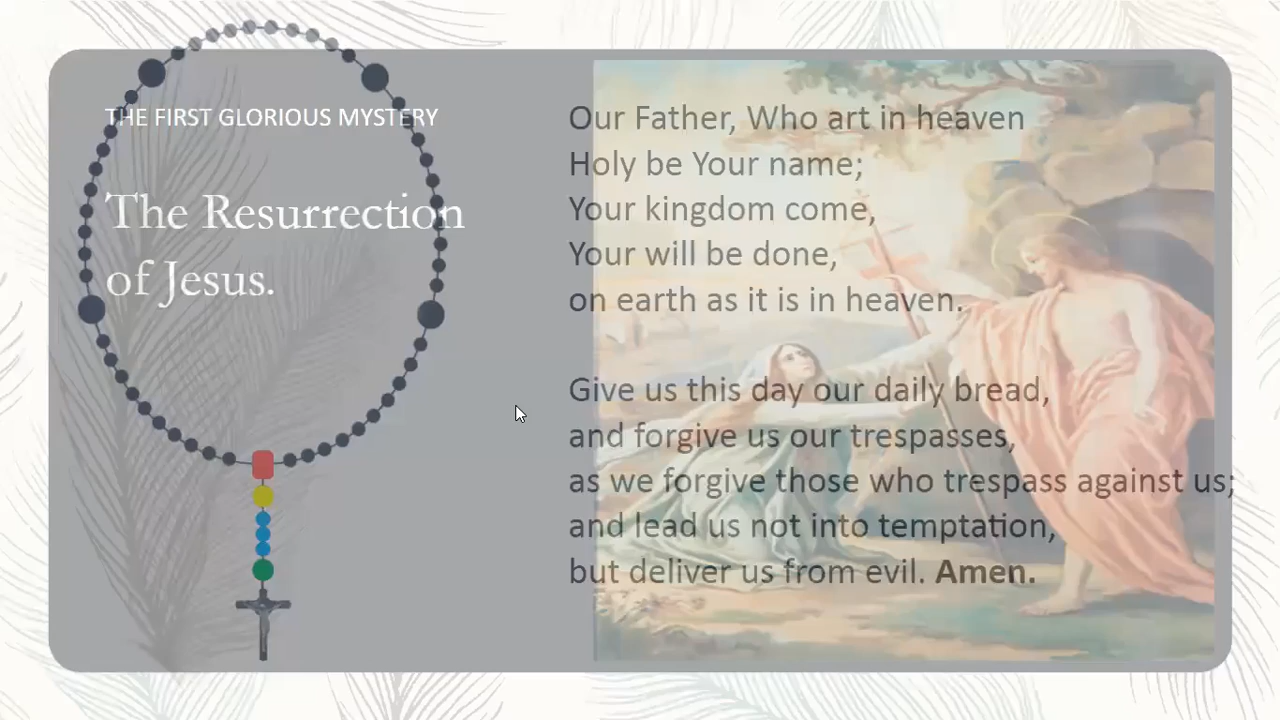 THE FIRST GLORIOUS MYSTERY
The Resurrection
of Jesus.
Our Father, Who art in heaven
Holy be Your name;
Your kingdom come,
Your will be done,
on earth as it is in heaven.
Give us this day our daily bread,
and forgive us our trespasses,
as we forgive those who trespass against us;
and lead us not into temptation,
but deliver us from evil. Amen.